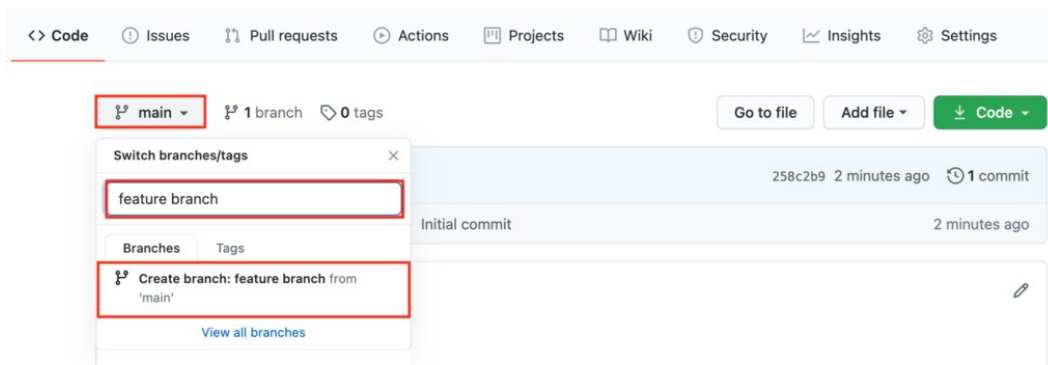 <> Code Issues Pull requests Actions Projects Wiki Security Insights Settings
main 1 branch 0 tags Go to file Add file Code
Switch branches/tags
258c2b9 2 minutes ago 1 commit
feature branch
Initial commit 2 minutes ago
Branches Tags
Create branch: feature branch from
'main'
View all branches